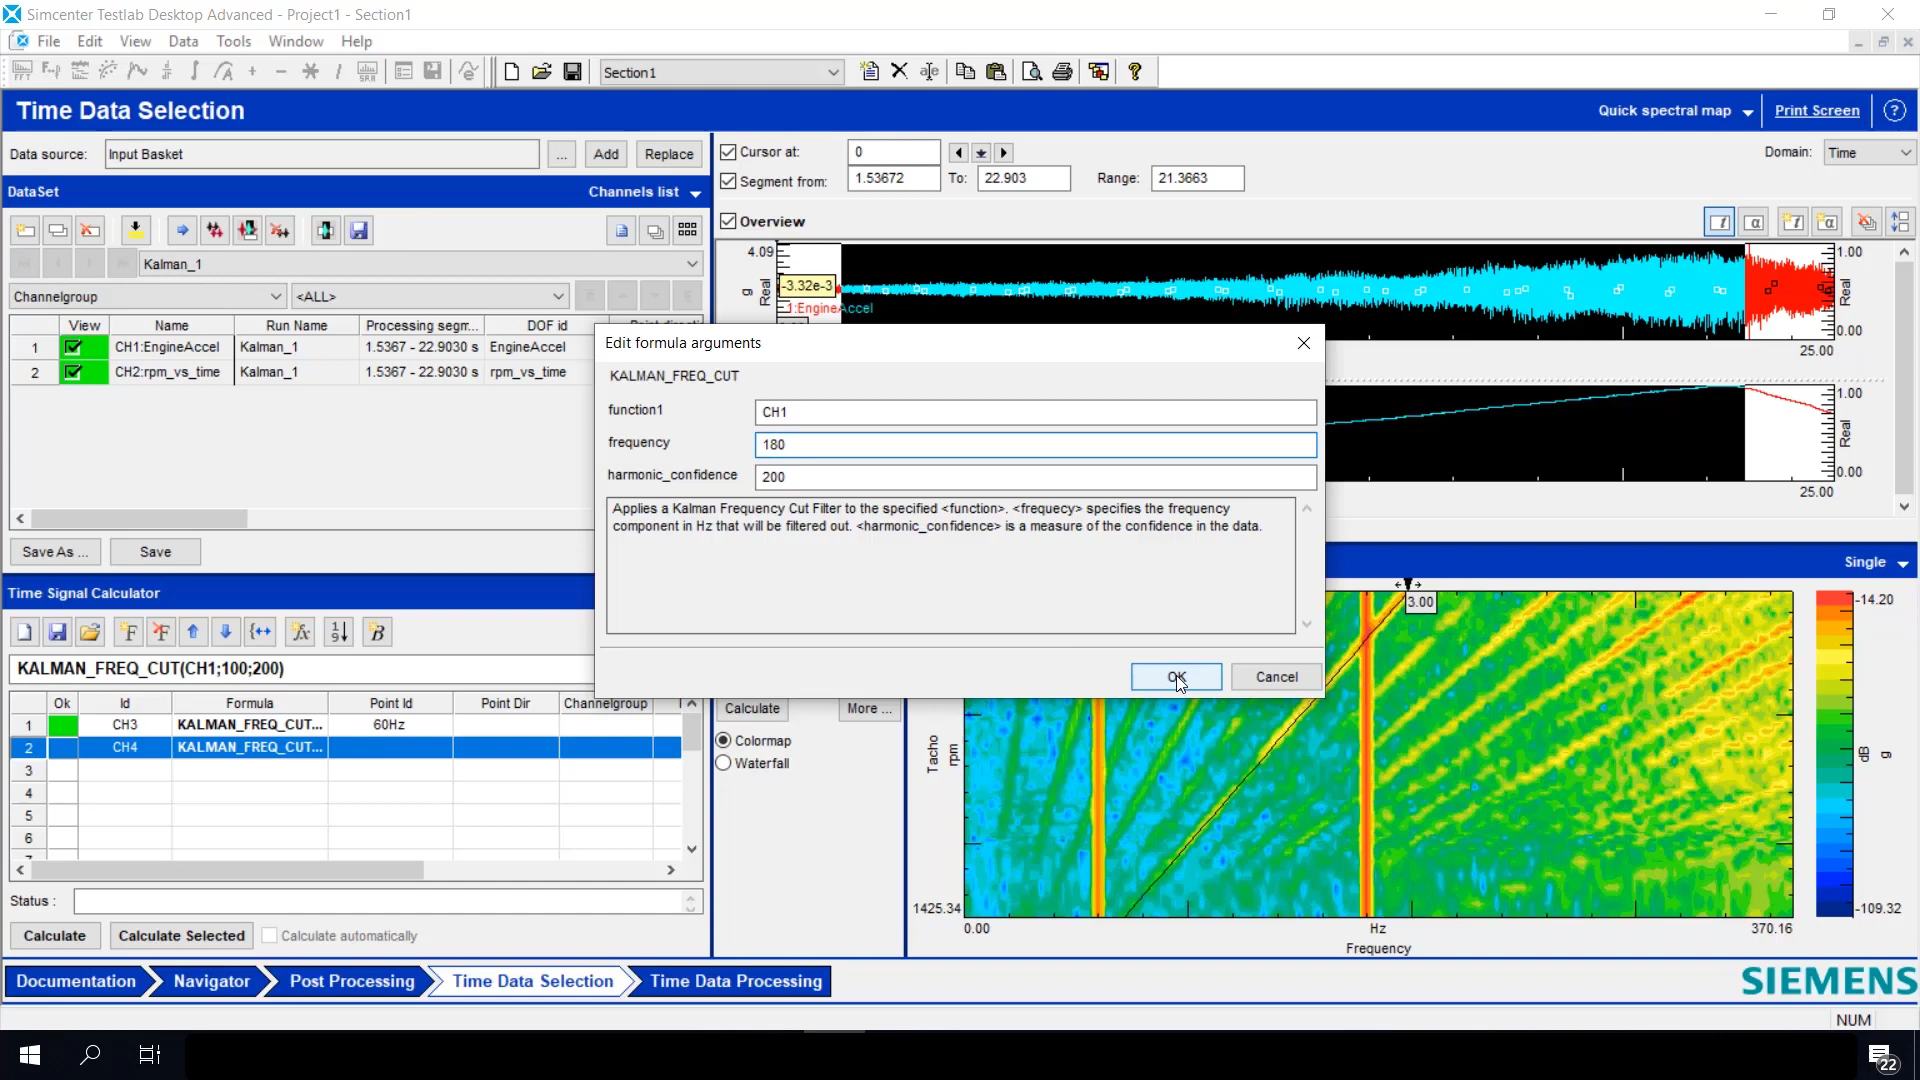 Simcenter Testlab Desktop Advanced - Project1 - Section1
File Edit View Data Tools Window Help
Section1
Time Data Selection
Quick spectral map
Print Screen
Data source: Input Basket ... Add Replace
Cursor at: 0
Domain: Time
Segment from: 1.53672 To: 22.903 Range: 21.3663
DataSet Channels list
Overview
Kalman_1
Channelgroup <ALL>
4.09
g
Real
-3.32e-3
1:EngineAccel
1.00
Real
0.00
25.00
View Name Run Name Processing segm... DOF id
1 CH1:EngineAccel Kalman_1 1.5367 - 22.9030 s EngineAccel
2 CH2:rpm_vs_time Kalman_1 1.5367 - 22.9030 s rpm_vs_time
1.00
Real
0.00
25.00
Edit formula arguments
KALMAN_FREQ_CUT
function1 CH1
frequency 180
harmonic_confidence 200
Applies a Kalman Frequency Cut Filter to the specified <function>. <frequecy> specifies the frequency
component in Hz that will be filtered out. <harmonic_confidence> is a measure of the confidence in the data.
OK Cancel
Save As ... Save
Single
Time Signal Calculator
KALMAN_FREQ_CUT(CH1;100;200)
Ok Id Formula Point Id Point Dir Channelgroup
1 CH3 KALMAN_FREQ_CUT... 60Hz
2 CH4 KALMAN_FREQ_CUT...
3
4
5
6
Status :
Calculate Calculate Selected Calculate automatically
Calculate More ...
Colormap
Waterfall
3.00
Tacho
rpm
1425.34
0.00 Hz 370.16
Frequency
-14.20
dB
g
-109.32
Documentation Navigator Post Processing Time Data Selection Time Data Processing
SIEMENS
NUM
22